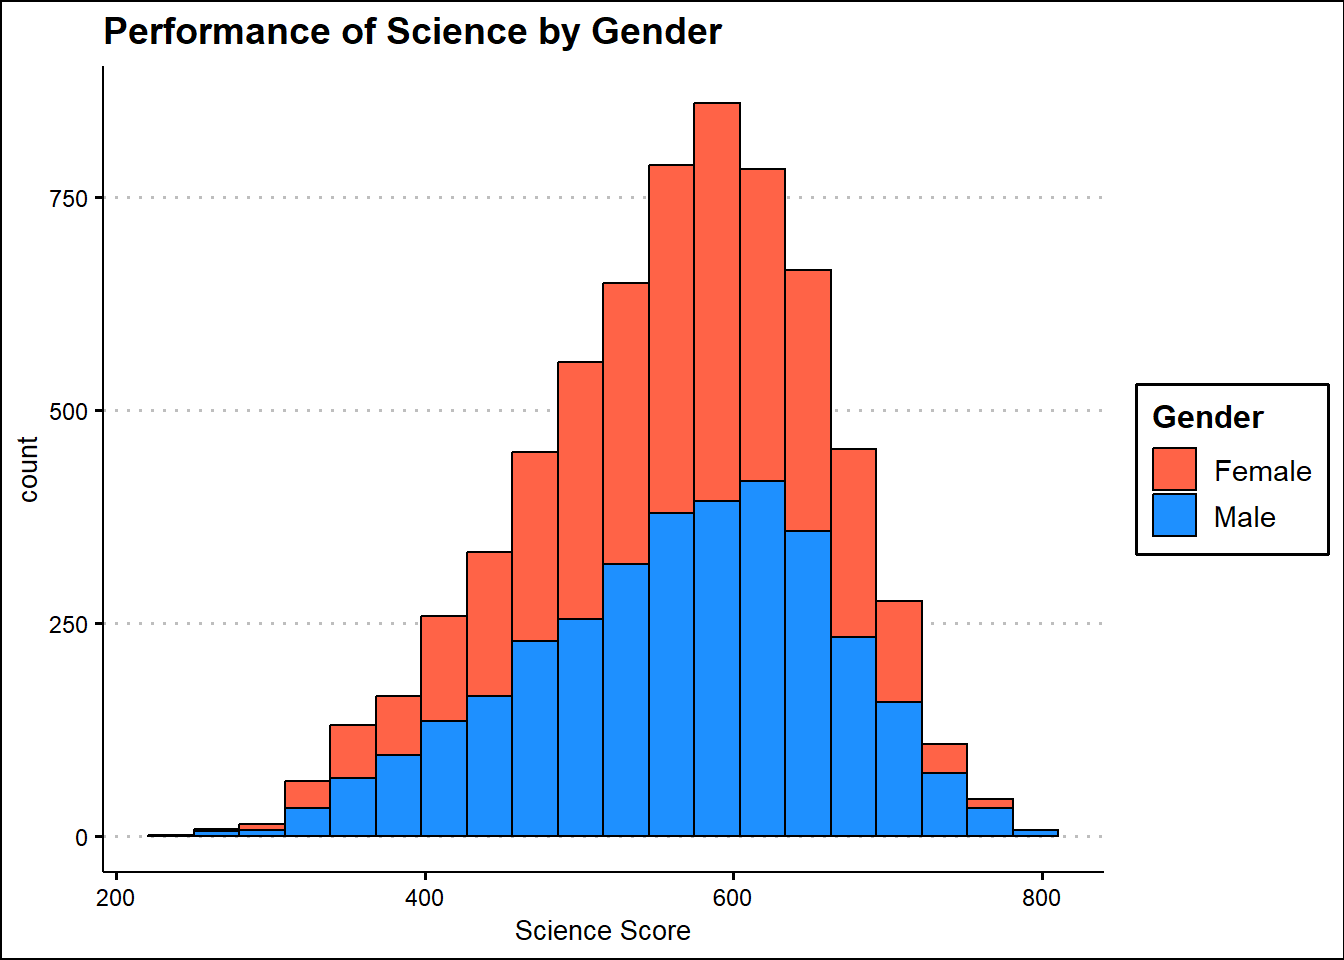 Performance of Science by Gender
750
500
250
0
count
200 400 600 800
Science Score
Gender
Female
Male